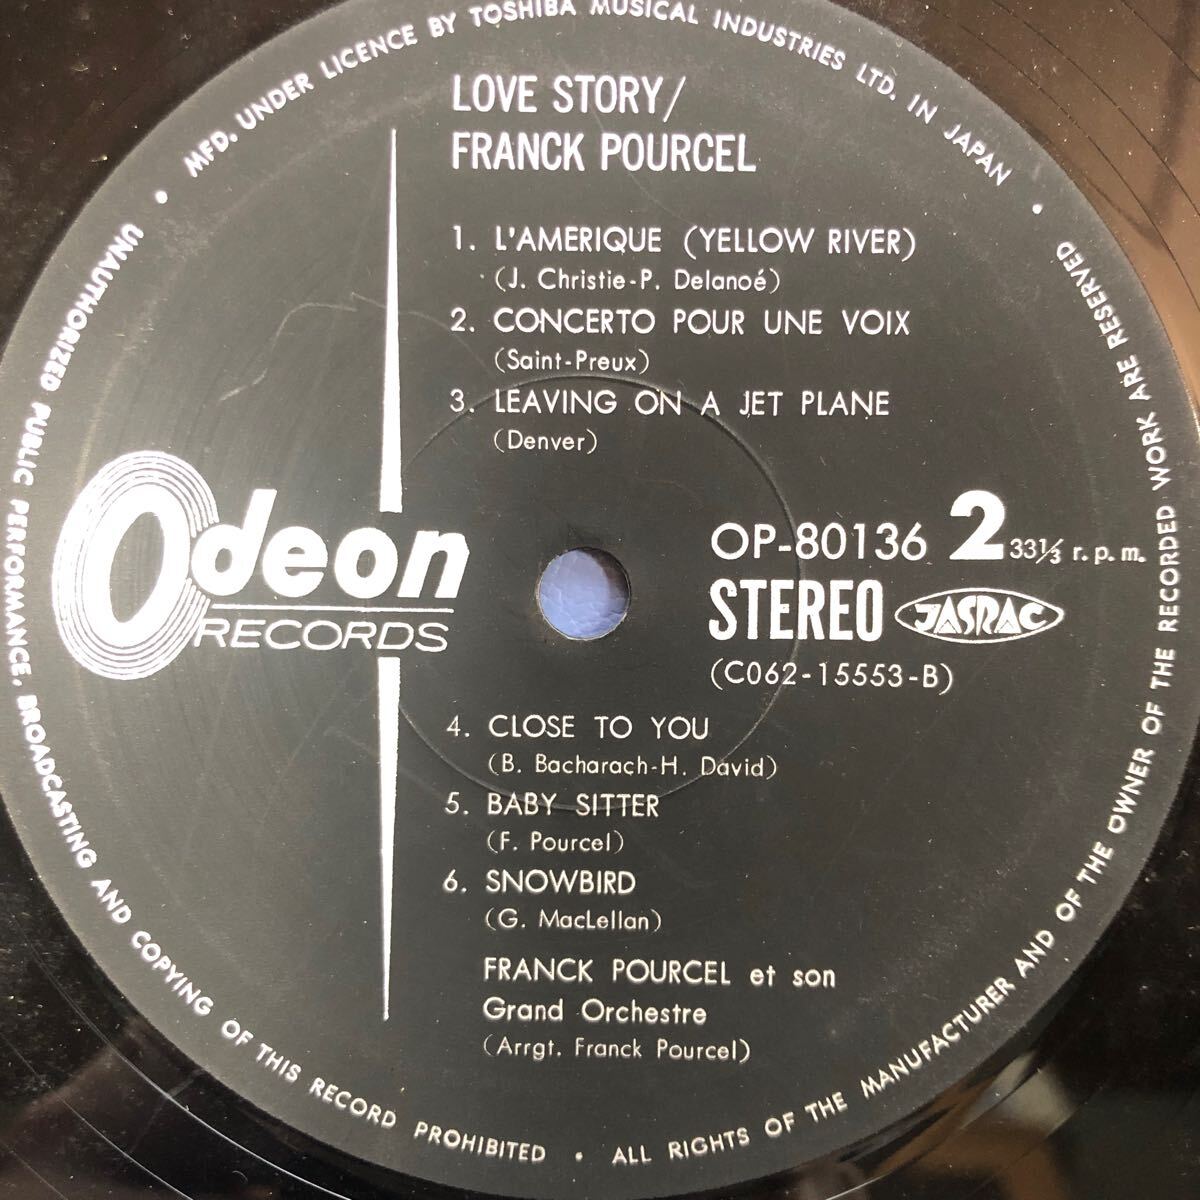 MFD. UNDER LICENCE BY TOSHIBA MUSICAL INDUSTRIES LTD. IN JAPAN •
LOVE STORY/
FRANCK POURCEL
1. L'AMERIQUE (YELLOW RIVER)
(J. Christie-P. Delanoé)
2. CONCERTO POUR UNE VOIX
(Saint-Preux)
3. LEAVING ON A JET PLANE
(Denver)
Odeon
RECORDS
OP-80136 2 33⅓ r.p.m.
STEREO JASRAC
(C062-15553-B)
4. CLOSE TO YOU
(B. Bacharach-H. David)
5. BABY SITTER
(F. Pourcel)
6. SNOWBIRD
(G. MacLellan)
FRANCK POURCEL et son
Grand Orchestre
(Arrgt. Franck Pourcel)
• UNAUTHORIZED PUBLIC PERFORMANCE, BROADCASTING AND COPYING OF THIS RECORD PROHIBITED • ALL RIGHTS OF THE MANUFACTURER AND OF THE OWNER OF THE RECORDED WORK ARE RESERVED